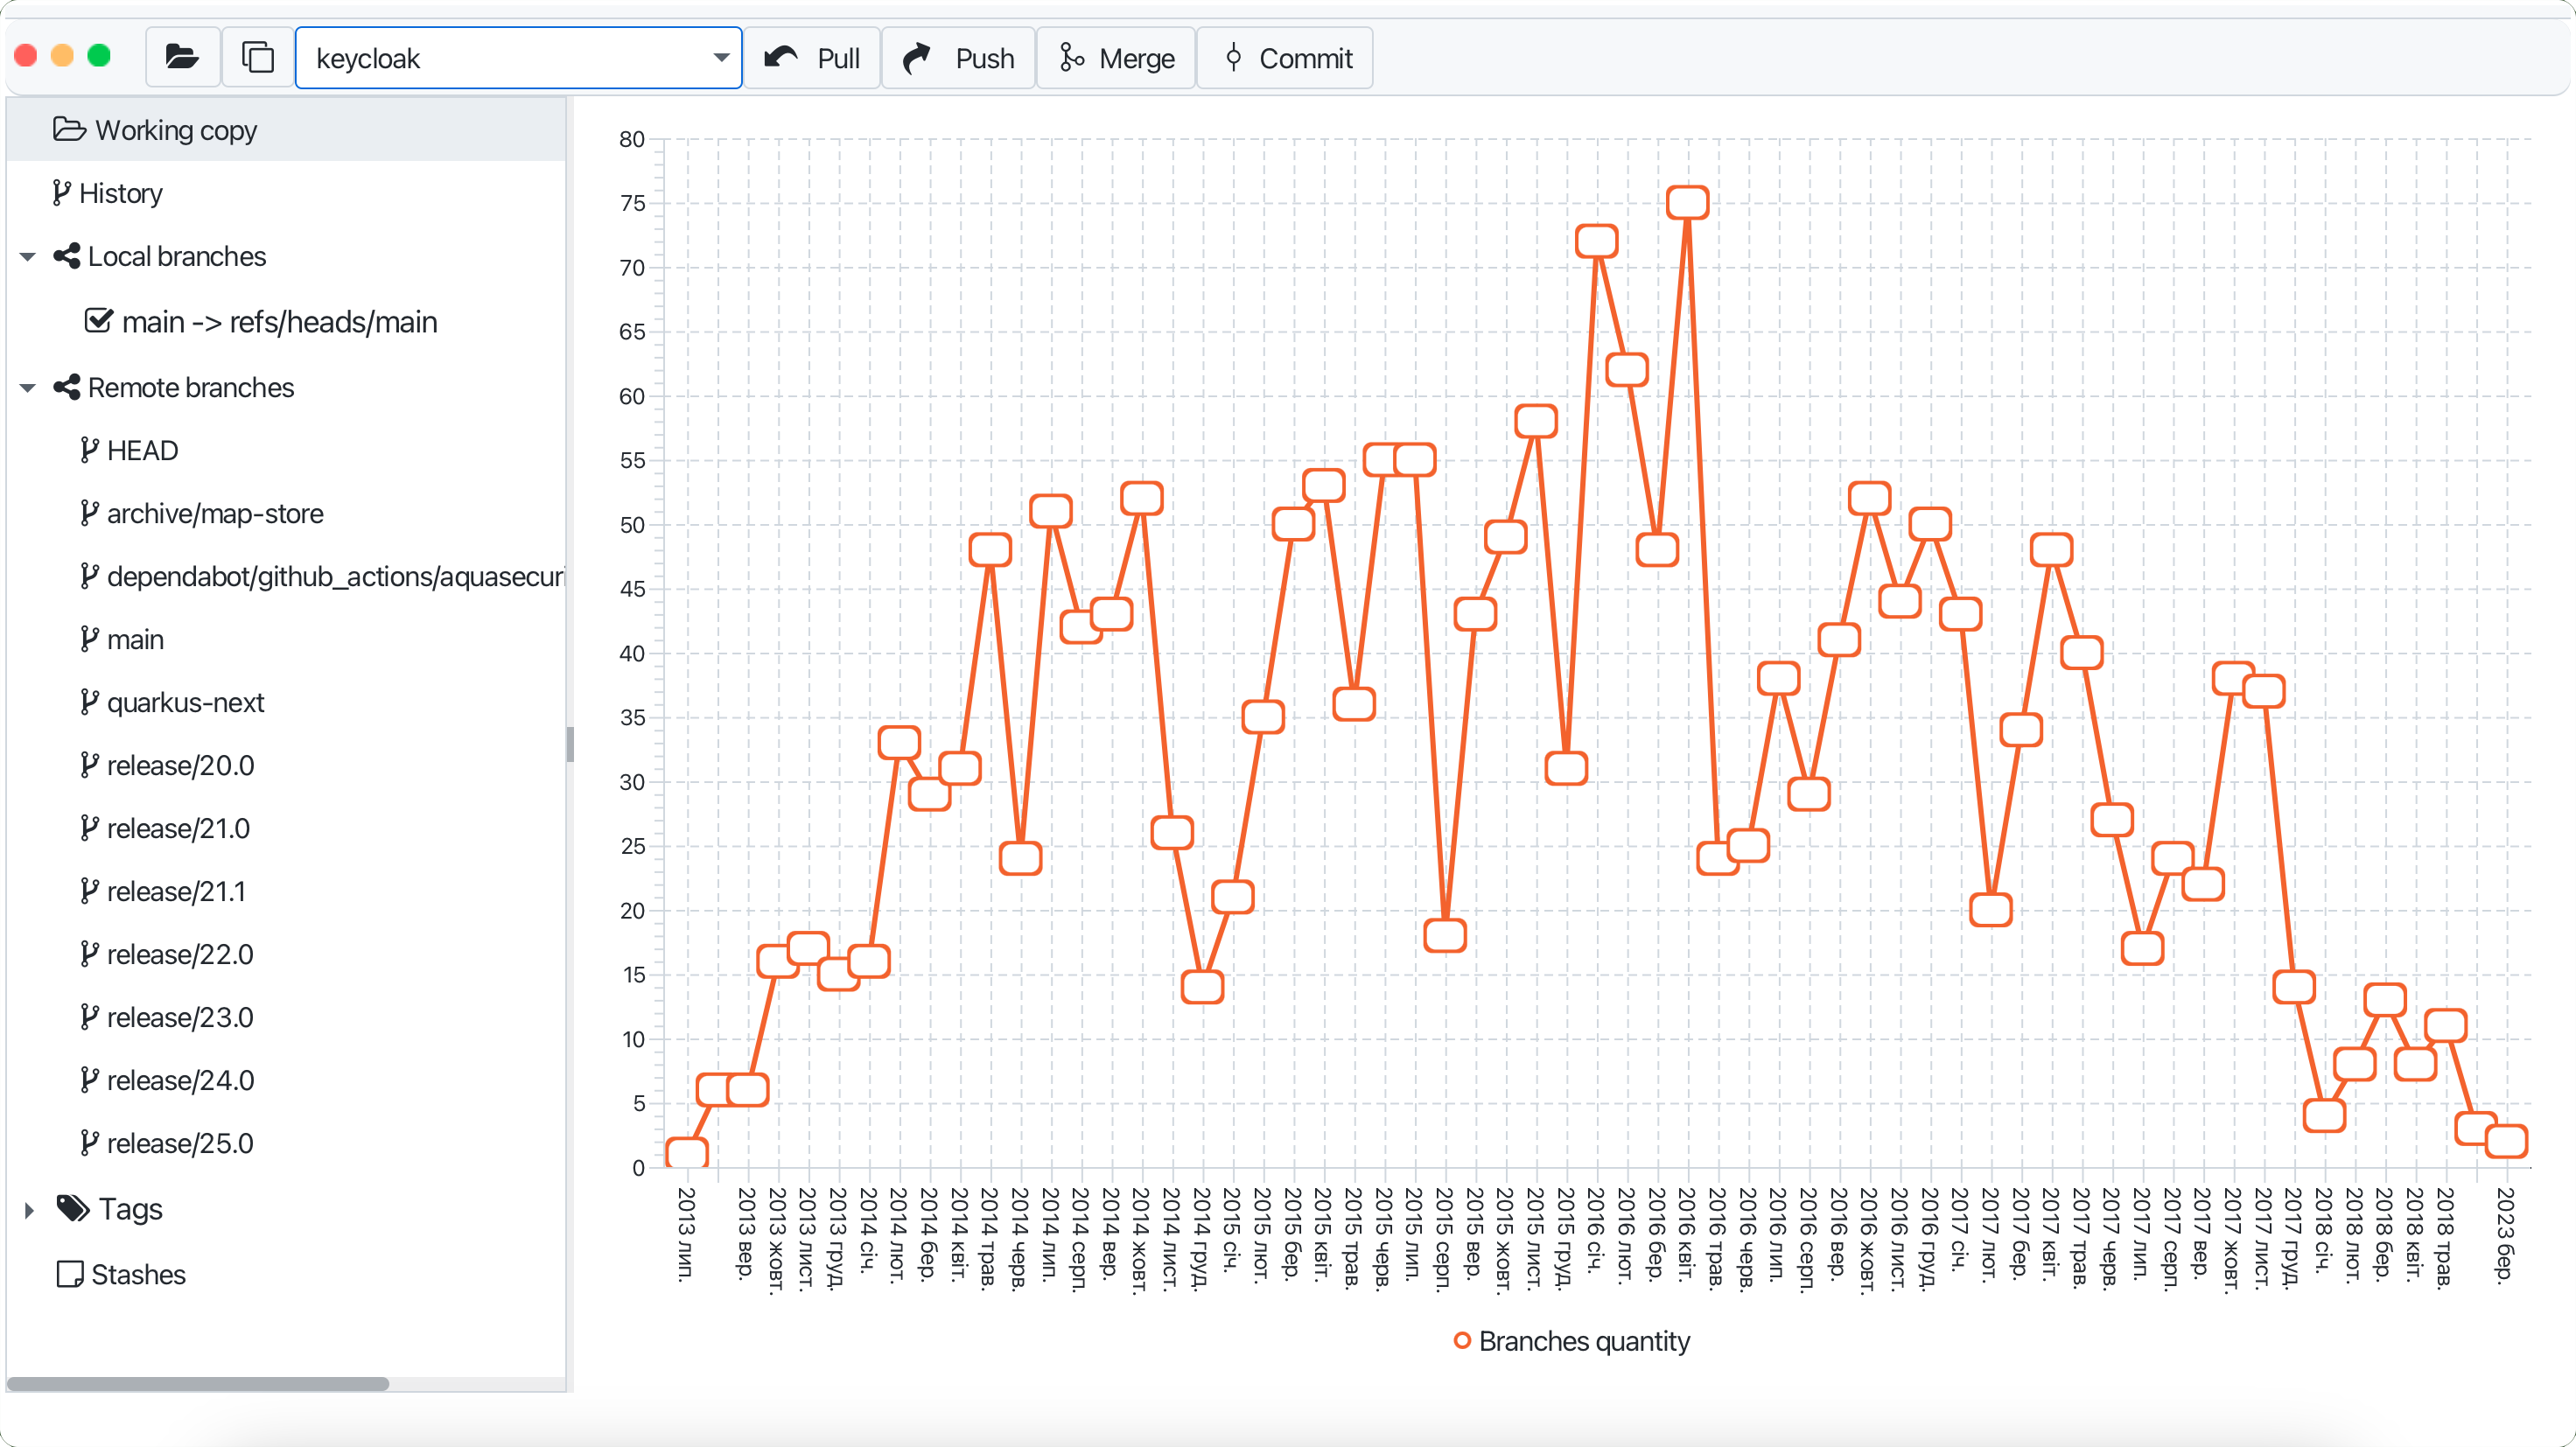 keycloak
Pull
Push
Merge
Commit
Working copy
History
Local branches
main -> refs/heads/main
Remote branches
HEAD
archive/map-store
dependabot/github_actions/aquasecuri
main
quarkus-next
release/20.0
release/21.0
release/21.1
release/22.0
release/23.0
release/24.0
release/25.0
Tags
Stashes
80
75
70
65
60
55
50
45
40
35
30
25
20
15
10
5
0
2013 лип.
2013 вер.
2013 жовт.
2013 лист.
2013 груд.
2014 січ.
2014 лют.
2014 бер.
2014 квіт.
2014 трав.
2014 черв.
2014 лип.
2014 серп.
2014 вер.
2014 жовт.
2014 лист.
2014 груд.
2015 січ.
2015 лют.
2015 бер.
2015 квіт.
2015 трав.
2015 черв.
2015 лип.
2015 серп.
2015 вер.
2015 жовт.
2015 лист.
2015 груд.
2016 січ.
2016 лют.
2016 бер.
2016 квіт.
2016 трав.
2016 черв.
2016 лип.
2016 серп.
2016 вер.
2016 жовт.
2016 лист.
2016 груд.
2017 січ.
2017 лют.
2017 бер.
2017 квіт.
2017 трав.
2017 черв.
2017 лип.
2017 серп.
2017 вер.
2017 жовт.
2017 лист.
2017 груд.
2018 січ.
2018 лют.
2018 бер.
2018 квіт.
2018 трав.
2023 бер.
Branches quantity